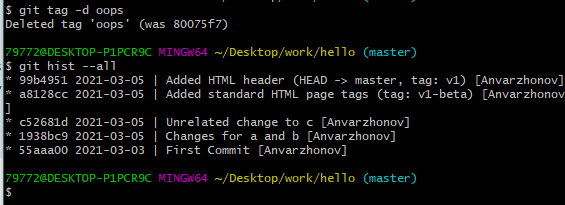 $ git tag -d oops
Deleted tag 'oops' (was 80075f7)
79772@DESKTOP-P1PCR9C MINGW64 ~/Desktop/work/hello (master)
$ git hist --all
* 99b4951 2021-03-05 | Added HTML header (HEAD -> master, tag: v1) [Anvarzhonov]
* a8128cc 2021-03-05 | Added standard HTML page tags (tag: v1-beta) [Anvarzhonov
]
* c52681d 2021-03-05 | Unrelated change to c [Anvarzhonov]
* 1938bc9 2021-03-05 | Changes for a and b [Anvarzhonov]
* 55aaa00 2021-03-03 | First Commit [Anvarzhonov]
79772@DESKTOP-P1PCR9C MINGW64 ~/Desktop/work/hello (master)
$